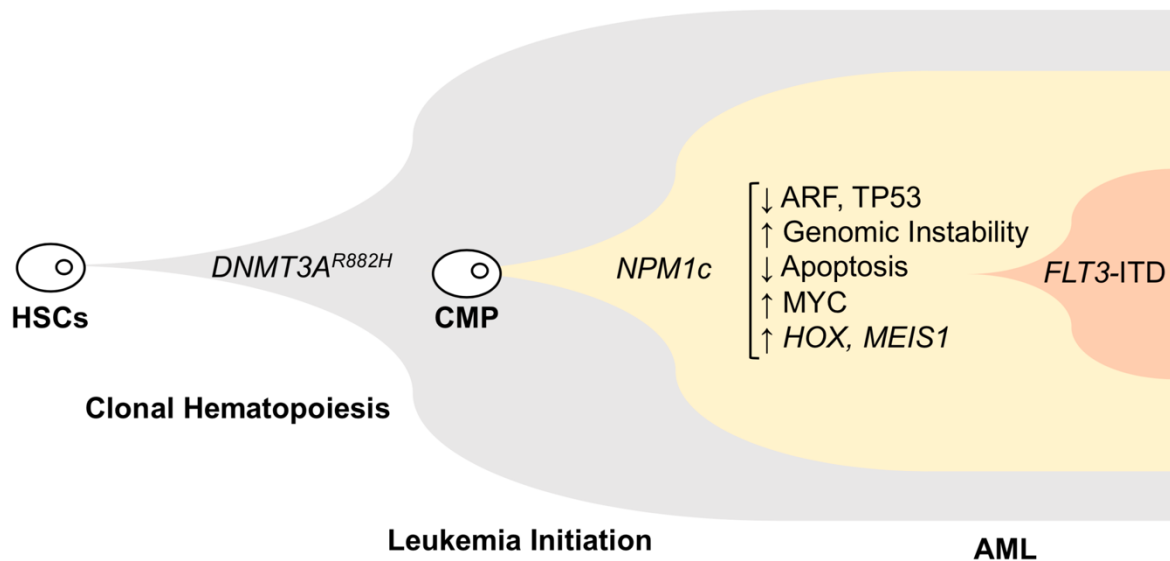 HSCs
DNMT3A^R882H
Clonal Hematopoiesis
CMP
Leukemia Initiation
NPM1c
↓ ARF, TP53
↑ Genomic Instability
↓ Apoptosis
↑ MYC
↑ HOX, MEIS1
FLT3-ITD
AML